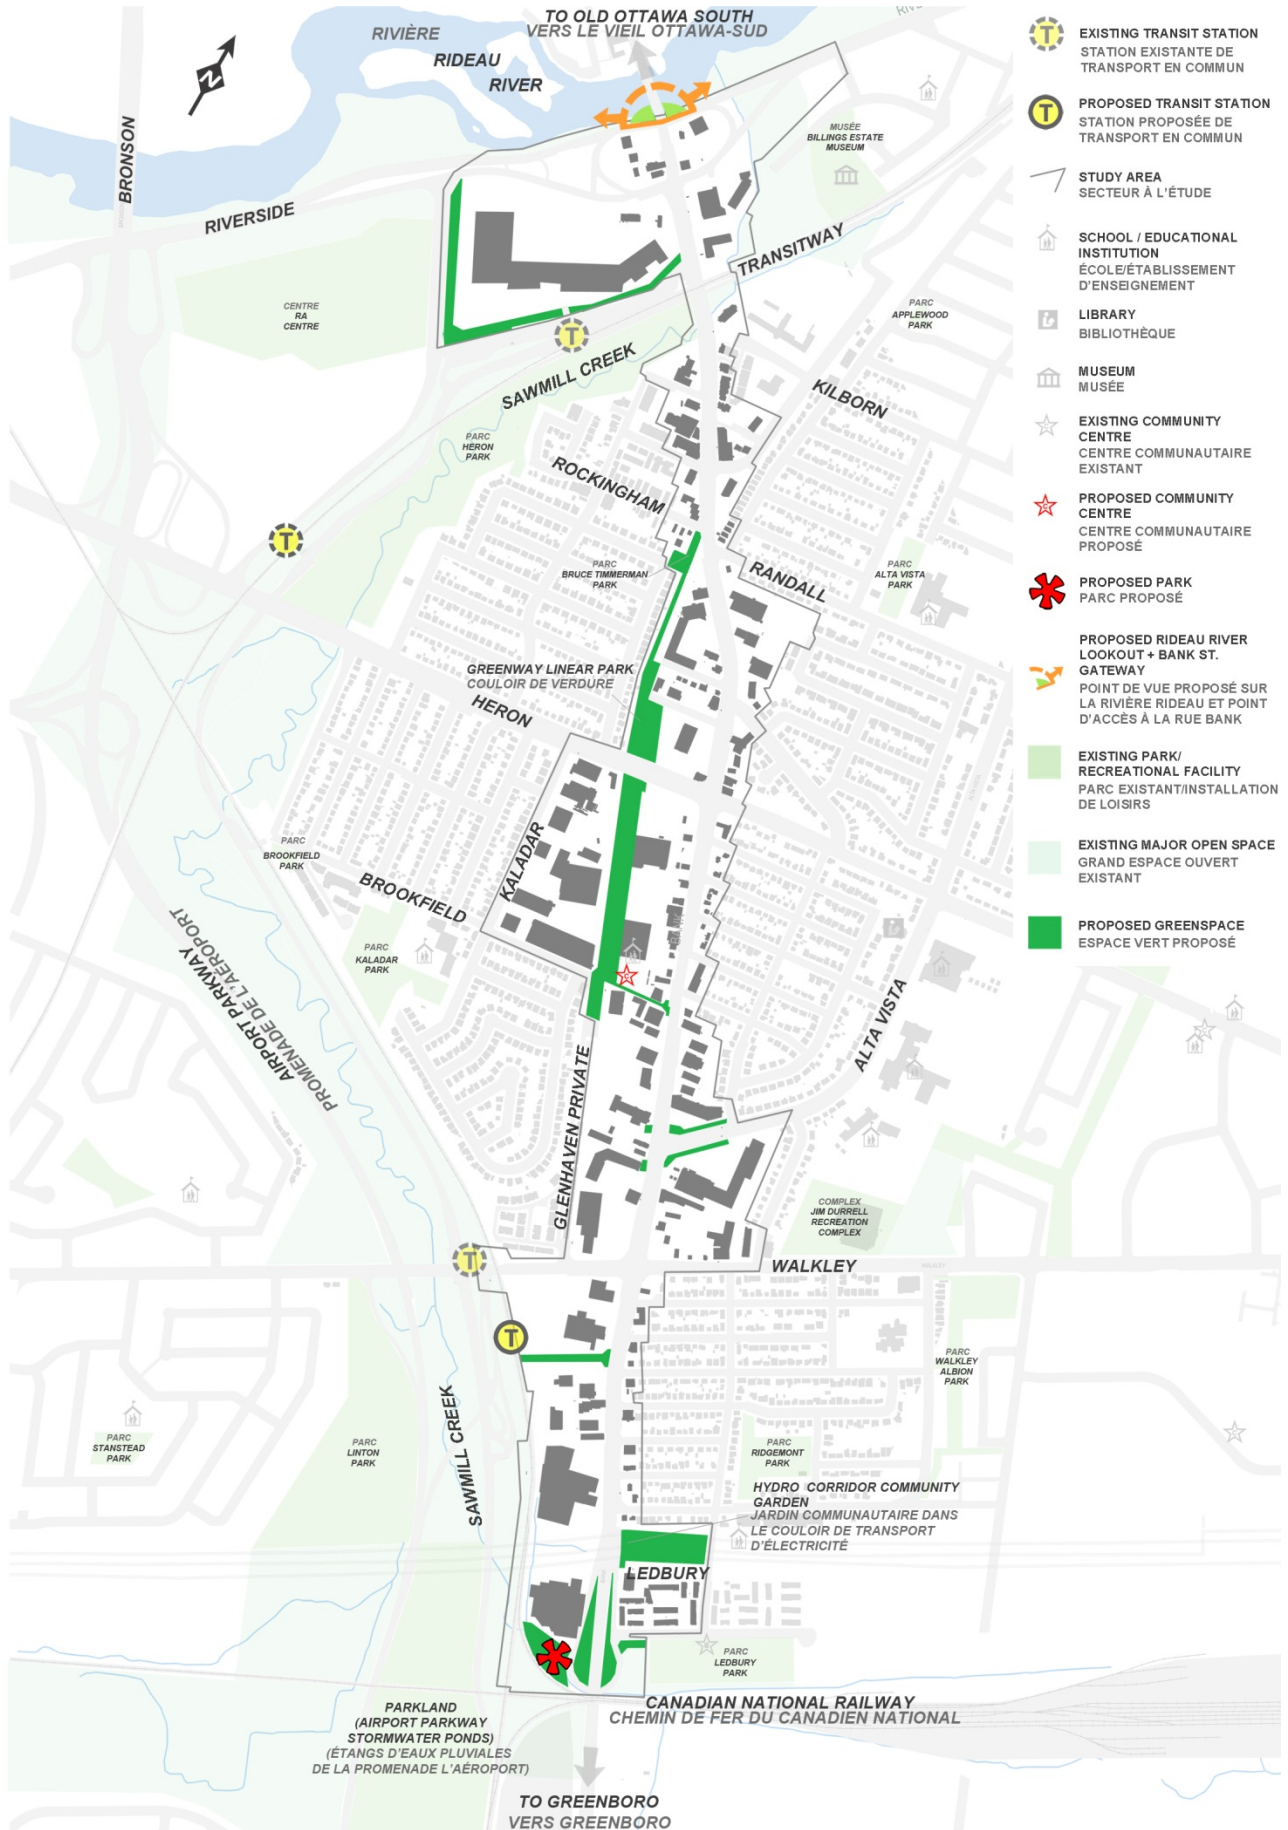 TO OLD OTTAWA SOUTH
VERS LE VIEIL OTTAWA-SUD
RIVIÈRE
RIDEAU
RIVER
N
BRONSON
RIVERSIDE
MUSÉE
BILLINGS ESTATE
MUSEUM
TRANSITWAY
CENTRE
RA
CENTRE
PARC
APPLEWOOD
PARK
T
SAWMILL CREEK
KILBORN
PARC
HERON
PARK
ROCKINGHAM
T
PARC
BRUCE TIMMERMAN
PARK
RANDALL
PARC
ALTA VISTA
PARK
GREENWAY LINEAR PARK
COULOIR DE VERDURE
HERON
KALADAR
PARC
BROOKFIELD
PARK
BROOKFIELD
BANK
PARC
KALADAR
PARK
C
AIRPORT PARKWAY
PROMENADE DE L'AÉROPORT
ALTA VISTA
GLENHAVEN PRIVATE
COMPLEX
JIM DURRELL
RECREATION
COMPLEX
T
WALKLEY
WALKLEY
T
PARC
WALKLEY
ALBION
PARK
SAWMILL CREEK
PARC
STANSTEAD
PARK
PARC
LINTON
PARK
PARC
RIDGEMONT
PARK
HYDRO CORRIDOR COMMUNITY
GARDEN
JARDIN COMMUNAUTAIRE DANS
LE COULOIR DE TRANSPORT
D'ÉLECTRICITÉ
LEDBURY
PARC
LEDBURY
PARK
CANADIAN NATIONAL RAILWAY
CHEMIN DE FER DU CANADIEN NATIONAL
PARKLAND
(AIRPORT PARKWAY
STORMWATER PONDS)
(ÉTANGS D'EAUX PLUVIALES
DE LA PROMENADE L'AÉROPORT)
TO GREENBORO
VERS GREENBORO
T
EXISTING TRANSIT STATION
STATION EXISTANTE DE
TRANSPORT EN COMMUN
T
PROPOSED TRANSIT STATION
STATION PROPOSÉE DE
TRANSPORT EN COMMUN
STUDY AREA
SECTEUR À L'ÉTUDE
SCHOOL / EDUCATIONAL
INSTITUTION
ÉCOLE/ÉTABLISSEMENT
D'ENSEIGNEMENT
LIBRARY
BIBLIOTHÈQUE
MUSEUM
MUSÉE
EXISTING COMMUNITY
CENTRE
CENTRE COMMUNAUTAIRE
EXISTANT
C
PROPOSED COMMUNITY
CENTRE
CENTRE COMMUNAUTAIRE
PROPOSÉ
PROPOSED PARK
PARC PROPOSÉ
PROPOSED RIDEAU RIVER
LOOKOUT + BANK ST.
GATEWAY
POINT DE VUE PROPOSÉ SUR
LA RIVIÈRE RIDEAU ET POINT
D'ACCÈS À LA RUE BANK
EXISTING PARK/
RECREATIONAL FACILITY
PARC EXISTANT/INSTALLATION
DE LOISIRS
EXISTING MAJOR OPEN SPACE
GRAND ESPACE OUVERT
EXISTANT
PROPOSED GREENSPACE
ESPACE VERT PROPOSÉ